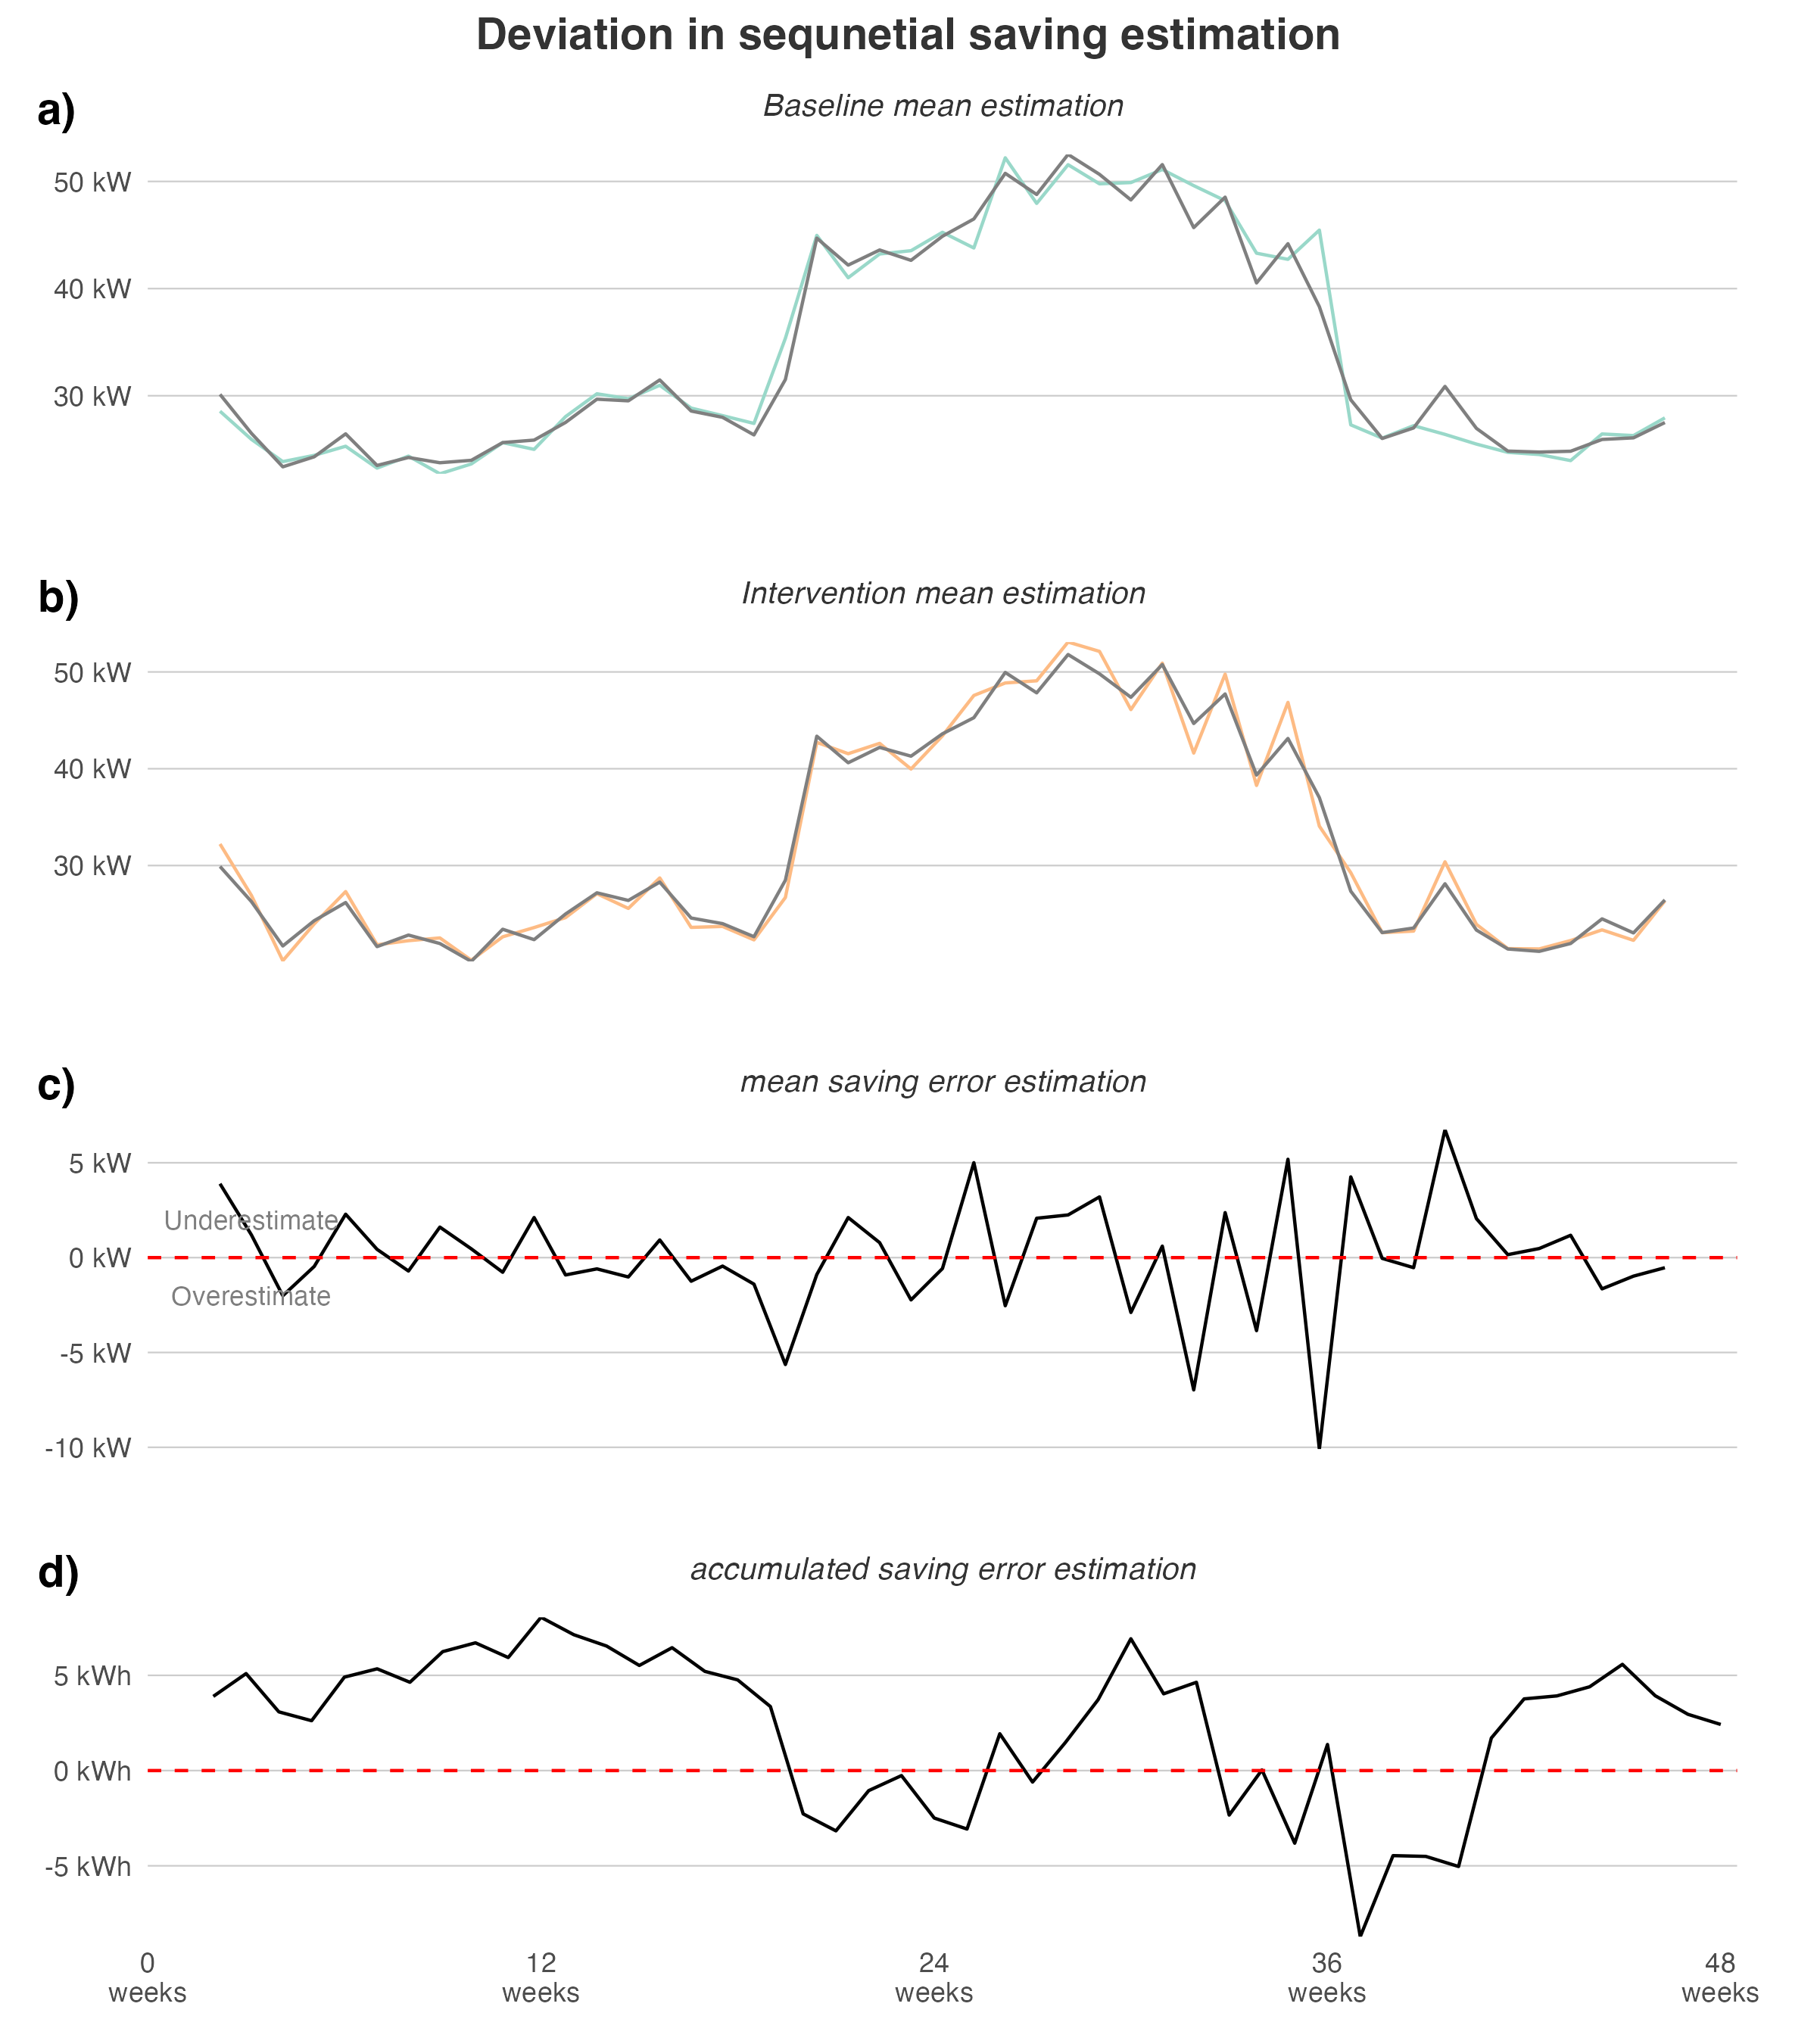 Deviation in sequnetial saving estimation
a)
Baseline mean estimation
50 kW
40 kW
30 kW
b)
Intervention mean estimation
50 kW
40 kW
30 kW
c)
mean saving error estimation
5 kW
Underestimate
0 kW
Overestimate
-5 kW
-10 kW
d)
accumulated saving error estimation
5 kWh
0 kWh
-5 kWh
0 12 24 36 48
weeks weeks weeks weeks weeks